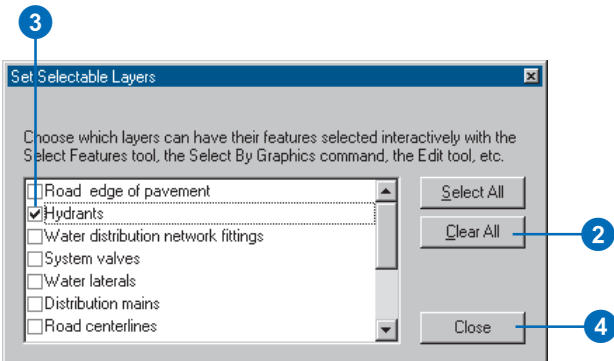 3
Set Selectable Layers
Choose which layers can have their features selected interactively with the
Select Features tool, the Select By Graphics command, the Edit tool, etc.
Road edge of pavement
Hydrants
Water distribution network fittings
System valves
Water laterals
Distribution mains
Road centerlines
Select All
Clear All
2
Close
4